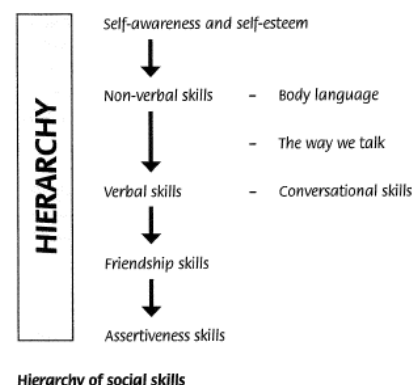 HIERARCHY
Self-awareness and self-esteem
Non-verbal skills – Body language
– The way we talk
Verbal skills – Conversational skills
Friendship skills
Assertiveness skills
Hierarchy of social skills